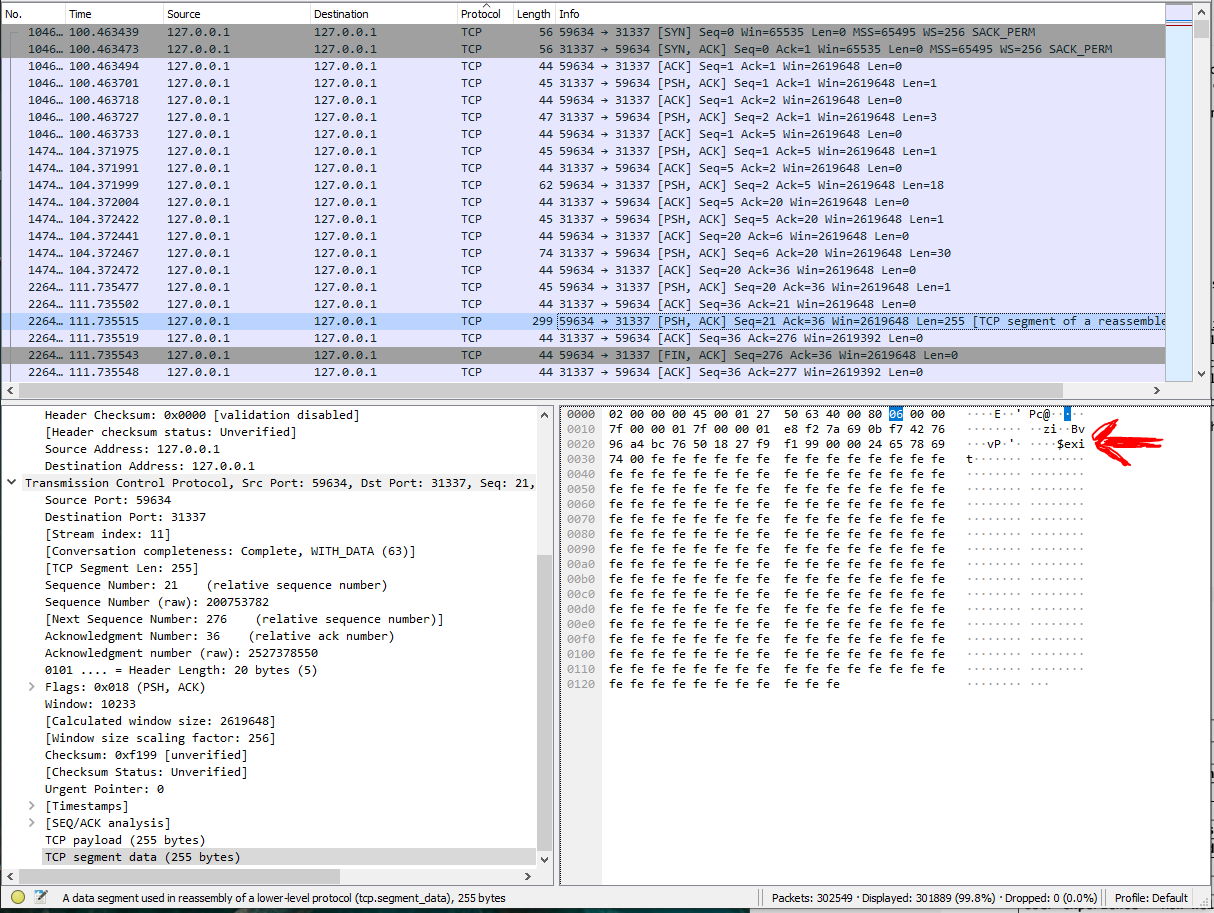 No. Time Source Destination Protocol Length Info
1046… 100.463439 127.0.0.1 127.0.0.1 TCP 56 59634 → 31337 [SYN] Seq=0 Win=65535 Len=0 MSS=65495 WS=256 SACK_PERM
1046… 100.463473 127.0.0.1 127.0.0.1 TCP 56 31337 → 59634 [SYN, ACK] Seq=0 Ack=1 Win=65535 Len=0 MSS=65495 WS=256 SACK_PERM
1046… 100.463494 127.0.0.1 127.0.0.1 TCP 44 59634 → 31337 [ACK] Seq=1 Ack=1 Win=2619648 Len=0
1046… 100.463701 127.0.0.1 127.0.0.1 TCP 45 59634 → 31337 [PSH, ACK] Seq=1 Ack=1 Win=2619648 Len=1
1046… 100.463718 127.0.0.1 127.0.0.1 TCP 44 31337 → 59634 [ACK] Seq=1 Ack=2 Win=2619648 Len=0
1046… 100.463727 127.0.0.1 127.0.0.1 TCP 47 59634 → 31337 [PSH, ACK] Seq=2 Ack=1 Win=2619648 Len=3
1046… 100.463733 127.0.0.1 127.0.0.1 TCP 44 31337 → 59634 [ACK] Seq=1 Ack=5 Win=2619648 Len=0
1474… 104.371975 127.0.0.1 127.0.0.1 TCP 45 31337 → 59634 [PSH, ACK] Seq=1 Ack=5 Win=2619648 Len=1
1474… 104.371991 127.0.0.1 127.0.0.1 TCP 44 59634 → 31337 [ACK] Seq=5 Ack=2 Win=2619648 Len=0
1474… 104.371999 127.0.0.1 127.0.0.1 TCP 62 31337 → 59634 [PSH, ACK] Seq=2 Ack=5 Win=2619648 Len=18
1474… 104.372004 127.0.0.1 127.0.0.1 TCP 44 59634 → 31337 [ACK] Seq=5 Ack=20 Win=2619648 Len=0
1474… 104.372422 127.0.0.1 127.0.0.1 TCP 45 59634 → 31337 [PSH, ACK] Seq=5 Ack=20 Win=2619648 Len=1
1474… 104.372441 127.0.0.1 127.0.0.1 TCP 44 31337 → 59634 [ACK] Seq=20 Ack=6 Win=2619648 Len=0
1474… 104.372467 127.0.0.1 127.0.0.1 TCP 74 59634 → 31337 [PSH, ACK] Seq=6 Ack=20 Win=2619648 Len=30
1474… 104.372472 127.0.0.1 127.0.0.1 TCP 44 31337 → 59634 [ACK] Seq=20 Ack=36 Win=2619648 Len=0
2264… 111.735477 127.0.0.1 127.0.0.1 TCP 45 31337 → 59634 [PSH, ACK] Seq=20 Ack=36 Win=2619648 Len=1
2264… 111.735502 127.0.0.1 127.0.0.1 TCP 44 59634 → 31337 [ACK] Seq=36 Ack=21 Win=2619648 Len=0
2264… 111.735515 127.0.0.1 127.0.0.1 TCP 299 59634 → 31337 [PSH, ACK] Seq=21 Ack=36 Win=2619648 Len=255 [TCP segment of a reassemble
2264… 111.735519 127.0.0.1 127.0.0.1 TCP 44 59634 → 31337 [ACK] Seq=36 Ack=276 Win=2619392 Len=0
2264… 111.735543 127.0.0.1 127.0.0.1 TCP 44 59634 → 31337 [FIN, ACK] Seq=276 Ack=36 Win=2619648 Len=0
2264… 111.735548 127.0.0.1 127.0.0.1 TCP 44 31337 → 59634 [ACK] Seq=36 Ack=277 Win=2619392 Len=0
Header Checksum: 0x0000 [validation disabled]
[Header checksum status: Unverified]
Source Address: 127.0.0.1
Destination Address: 127.0.0.1
Transmission Control Protocol, Src Port: 59634, Dst Port: 31337, Seq: 21,
Source Port: 59634
Destination Port: 31337
[Stream index: 11]
[Conversation completeness: Complete, WITH_DATA (63)]
[TCP Segment Len: 255]
Sequence Number: 21 (relative sequence number)
Sequence Number (raw): 200753782
[Next Sequence Number: 276 (relative sequence number)]
Acknowledgment Number: 36 (relative ack number)
Acknowledgment number (raw): 2527378550
0101 .... = Header Length: 20 bytes (5)
Flags: 0x018 (PSH, ACK)
Window: 10233
[Calculated window size: 2619648]
[Window size scaling factor: 256]
Checksum: 0xf199 [unverified]
[Checksum Status: Unverified]
Urgent Pointer: 0
[Timestamps]
[SEQ/ACK analysis]
TCP payload (255 bytes)
TCP segment data (255 bytes)
0000 02 00 00 00 45 00 01 27 50 63 40 00 80 06 00 00 ····E··' Pc@·····
0010 7f 00 00 01 7f 00 00 01 e8 f2 7a 69 0b f7 42 76 ········ ··zi··Bv
0020 96 a4 bc 76 50 18 27 f9 f1 99 00 00 24 65 78 69 ···vP·'· ····$exi
0030 74 00 fe fe fe fe fe fe fe fe fe fe fe fe fe fe t······· ········
0040 fe fe fe fe fe fe fe fe fe fe fe fe fe fe fe fe ········ ········
0050 fe fe fe fe fe fe fe fe fe fe fe fe fe fe fe fe ········ ········
0060 fe fe fe fe fe fe fe fe fe fe fe fe fe fe fe fe ········ ········
0070 fe fe fe fe fe fe fe fe fe fe fe fe fe fe fe fe ········ ········
0080 fe fe fe fe fe fe fe fe fe fe fe fe fe fe fe fe ········ ········
0090 fe fe fe fe fe fe fe fe fe fe fe fe fe fe fe fe ········ ········
00a0 fe fe fe fe fe fe fe fe fe fe fe fe fe fe fe fe ········ ········
00b0 fe fe fe fe fe fe fe fe fe fe fe fe fe fe fe fe ········ ········
00c0 fe fe fe fe fe fe fe fe fe fe fe fe fe fe fe fe ········ ········
00d0 fe fe fe fe fe fe fe fe fe fe fe fe fe fe fe fe ········ ········
00e0 fe fe fe fe fe fe fe fe fe fe fe fe fe fe fe fe ········ ········
00f0 fe fe fe fe fe fe fe fe fe fe fe fe fe fe fe fe ········ ········
0100 fe fe fe fe fe fe fe fe fe fe fe fe fe fe fe fe ········ ········
0110 fe fe fe fe fe fe fe fe fe fe fe fe fe fe fe fe ········ ········
0120 fe fe fe fe fe fe fe fe fe fe fe ········ ···
A data segment used in reassembly of a lower-level protocol (tcp.segment_data), 255 bytes
Packets: 302549 · Displayed: 301889 (99.8%) · Dropped: 0 (0.0%)
Profile: Default